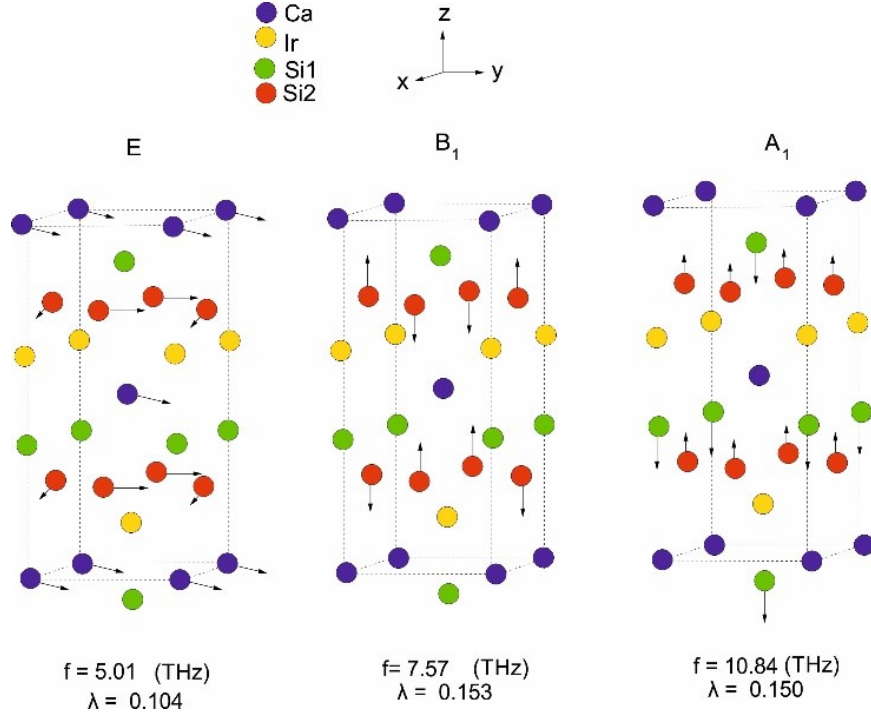 Ca
Ir
Si1
Si2
z
x
y
E
B1
A1
f = 5.01 (THz)
λ = 0.104
f= 7.57 (THz)
λ = 0.153
f = 10.84 (THz)
λ = 0.150